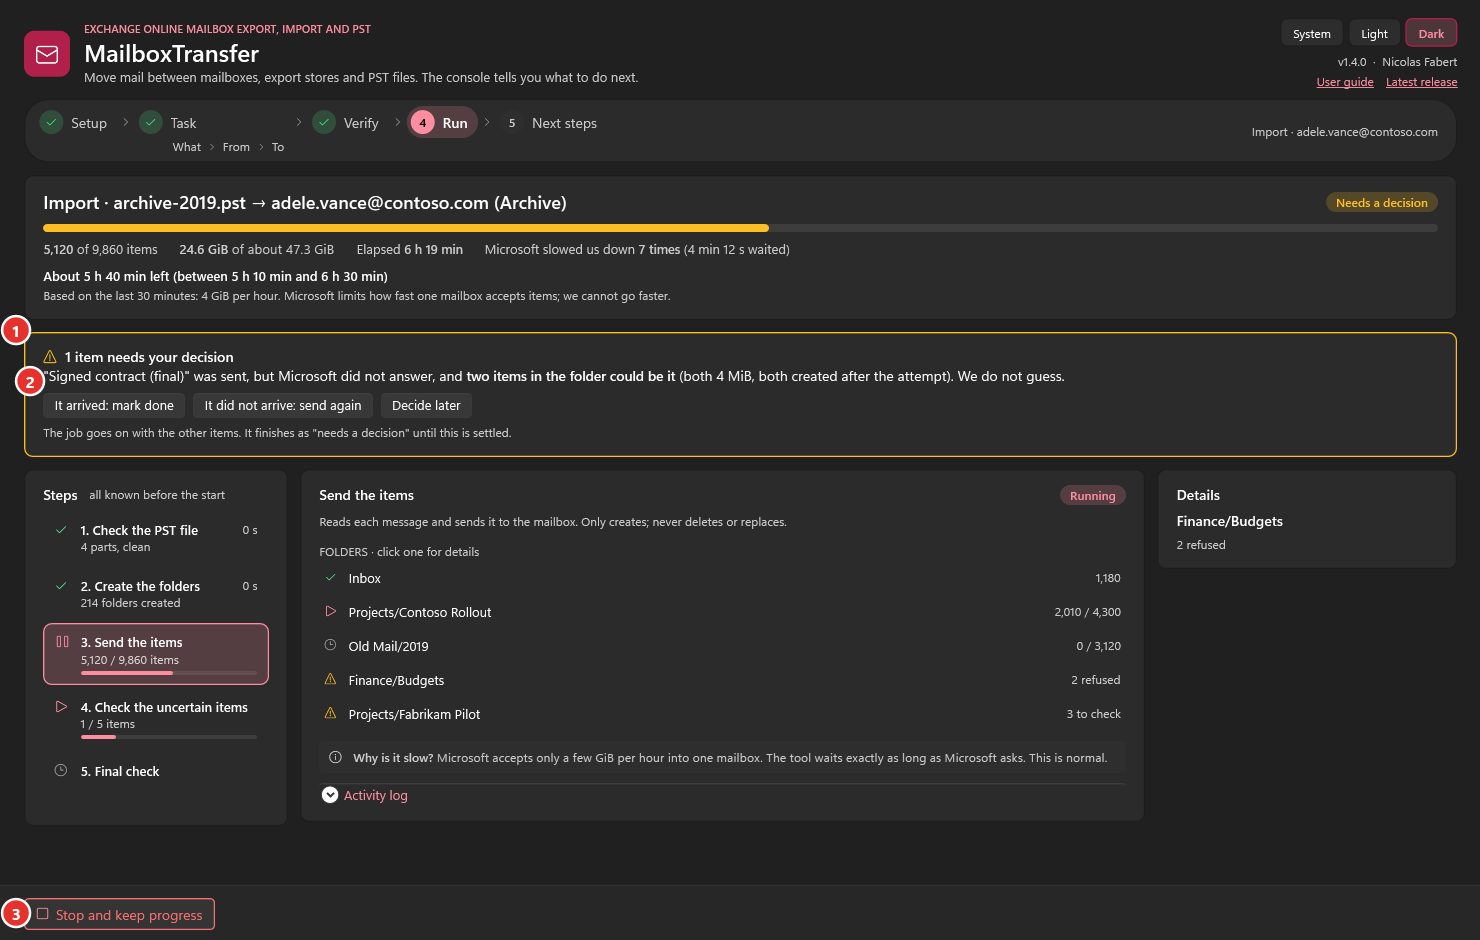 EXCHANGE ONLINE MAILBOX EXPORT, IMPORT AND PST
MailboxTransfer
Move mail between mailboxes, export stores and PST files. The console tells you what to do next.
System Light Dark
v1.4.0 · Nicolas Fabert
User guide Latest release
Setup Task Verify 4 Run 5 Next steps
What From To
Import · adele.vance@contoso.com
Import · archive-2019.pst → adele.vance@contoso.com (Archive)
Needs a decision
5,120 of 9,860 items 24.6 GiB of about 47.3 GiB Elapsed 6 h 19 min Microsoft slowed us down 7 times (4 min 12 s waited)
About 5 h 40 min left (between 5 h 10 min and 6 h 30 min)
Based on the last 30 minutes: 4 GiB per hour. Microsoft limits how fast one mailbox accepts items; we cannot go faster.
1
1 item needs your decision
2
"Signed contract (final)" was sent, but Microsoft did not answer, and two items in the folder could be it (both 4 MiB, both created after the attempt). We do not guess.
It arrived: mark done It did not arrive: send again Decide later
The job goes on with the other items. It finishes as "needs a decision" until this is settled.
Steps all known before the start
1. Check the PST file 0 s
4 parts, clean
2. Create the folders 0 s
214 folders created
3. Send the items
5,120 / 9,860 items
4. Check the uncertain items
1 / 5 items
5. Final check
Send the items
Running
Reads each message and sends it to the mailbox. Only creates; never deletes or replaces.
FOLDERS · click one for details
Inbox 1,180
Projects/Contoso Rollout 2,010 / 4,300
Old Mail/2019 0 / 3,120
Finance/Budgets 2 refused
Projects/Fabrikam Pilot 3 to check
Why is it slow? Microsoft accepts only a few GiB per hour into one mailbox. The tool waits exactly as long as Microsoft asks. This is normal.
Activity log
Details
Finance/Budgets
2 refused
3
Stop and keep progress